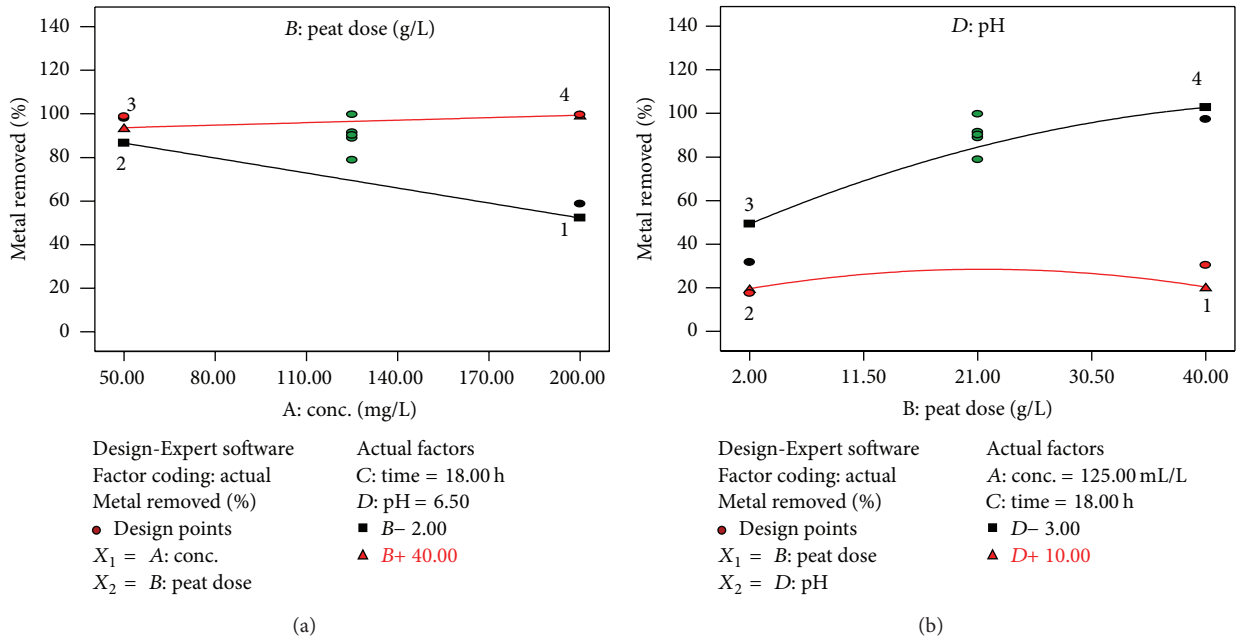 B: peat dose (g/L)
Metal removed (%)
140
120
100
80
60
40
20
0
3
2
4
1
50.00 80.00 110.00 140.00 170.00 200.00
A: conc. (mg/L)
Design-Expert software
Factor coding: actual
Metal removed (%)
Design points
X₁ = A: conc.
X₂ = B: peat dose
Actual factors
C: time = 18.00 h
D: pH = 6.50
B− 2.00
B+ 40.00
(a)
D: pH
Metal removed (%)
140
120
100
80
60
40
20
0
3
2
4
1
2.00 11.50 21.00 30.50 40.00
B: peat dose (g/L)
Design-Expert software
Factor coding: actual
Metal removed (%)
Design points
X₁ = B: peat dose
X₂ = D: pH
Actual factors
A: conc. = 125.00 mL/L
C: time = 18.00 h
D− 3.00
D+ 10.00
(b)